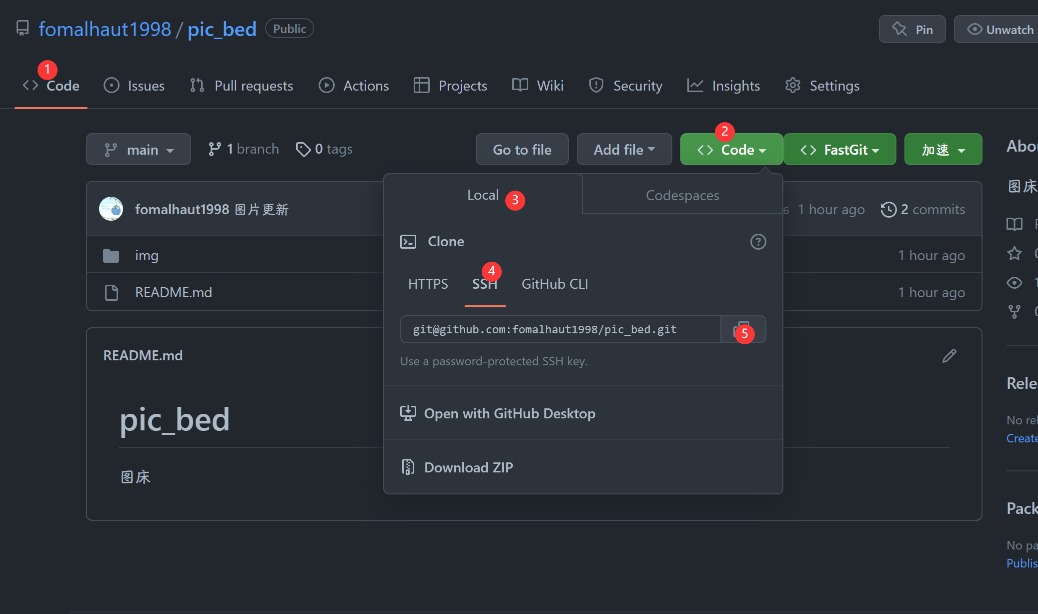 fomalhaut1998 / pic_bed Public Pin Unwatch
1
Code Issues Pull requests Actions Projects Wiki Security Insights Settings
main 1 branch 0 tags Go to file Add file 2 Code FastGit 加速
About
fomalhaut1998 图片更新 1 hour ago 2 commits
图床
img 1 hour ago
README.md 1 hour ago
Local 3 Codespaces
Clone
HTTPS 4 SSH GitHub CLI
git@github.com:fomalhaut1998/pic_bed.git 5
Use a password-protected SSH key.
Open with GitHub Desktop
Download ZIP
README.md
pic_bed
图床
Rele
No rel
Create
Pack
No pa
Publis